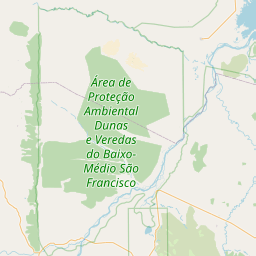 Área de
Proteção
Ambiental
Dunas
e Veredas
do Baixo-
Médio São
Francisco